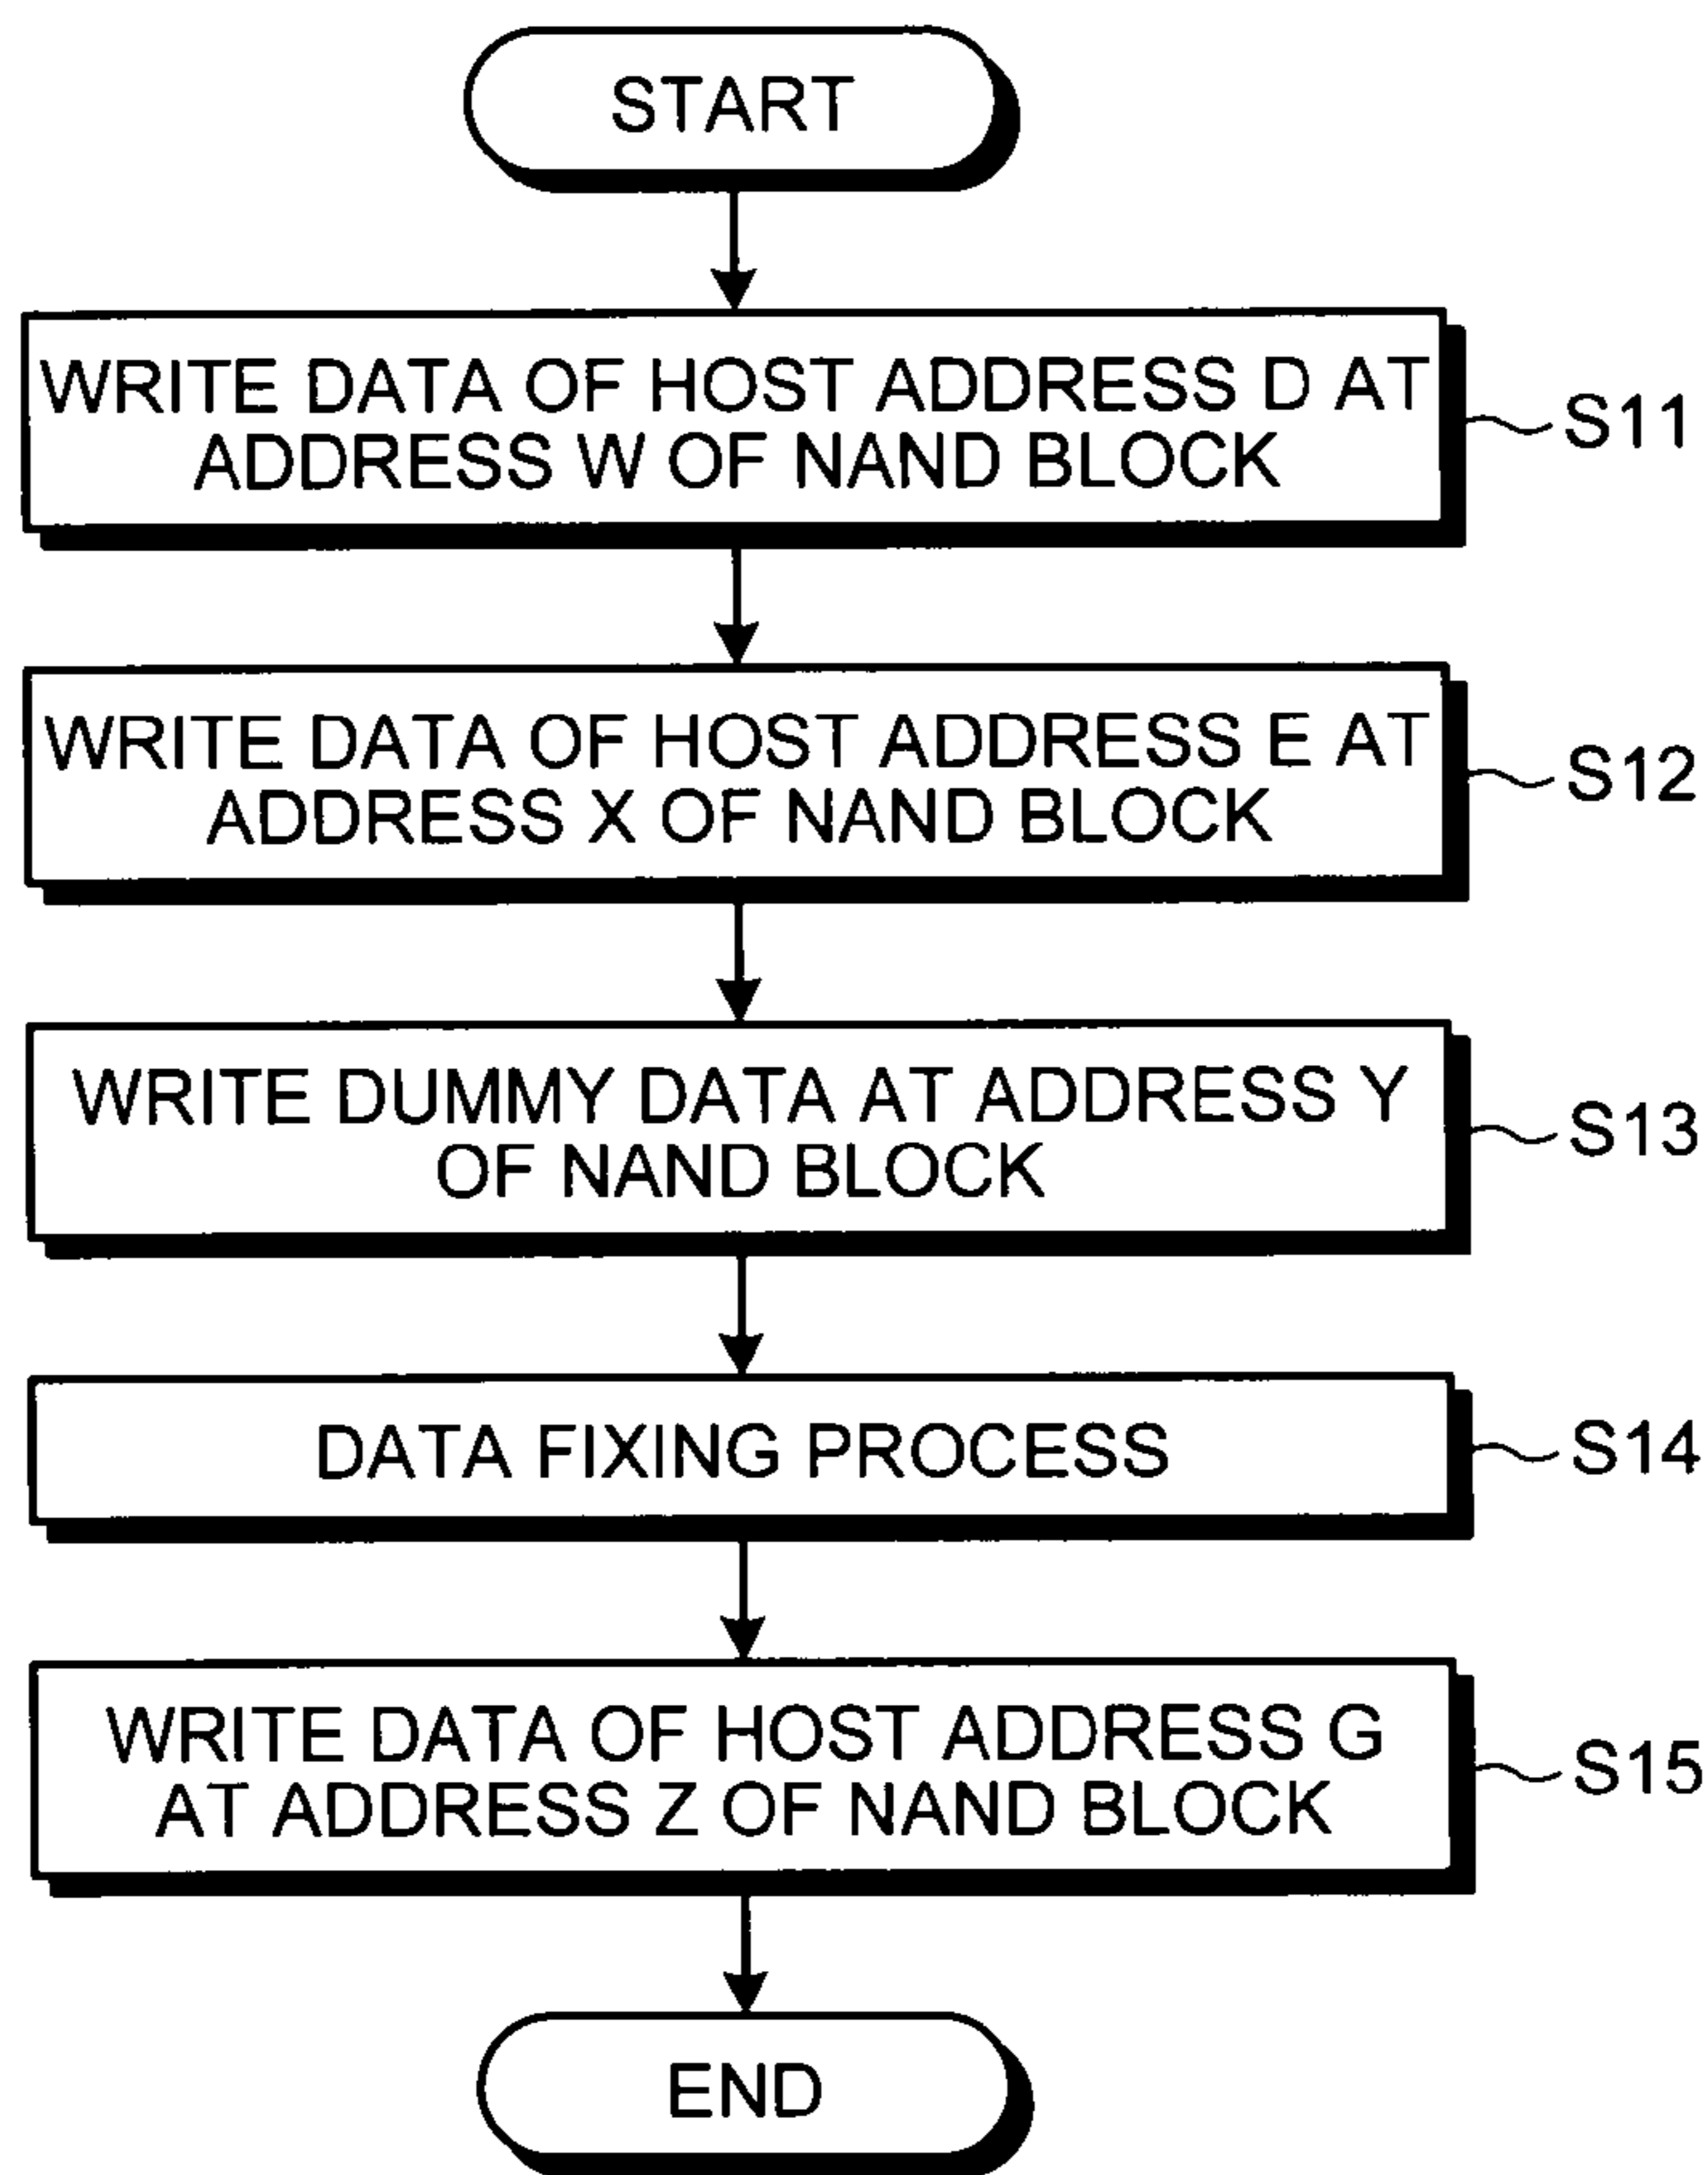 START
WRITE DATA OF HOST ADDRESS D AT
ADDRESS W OF NAND BLOCK
S11
WRITE DATA OF HOST ADDRESS E AT
ADDRESS X OF NAND BLOCK
S12
WRITE DUMMY DATA AT ADDRESS Y
OF NAND BLOCK
S13
DATA FIXING PROCESS
S14
WRITE DATA OF HOST ADDRESS G
AT ADDRESS Z OF NAND BLOCK
S15
END